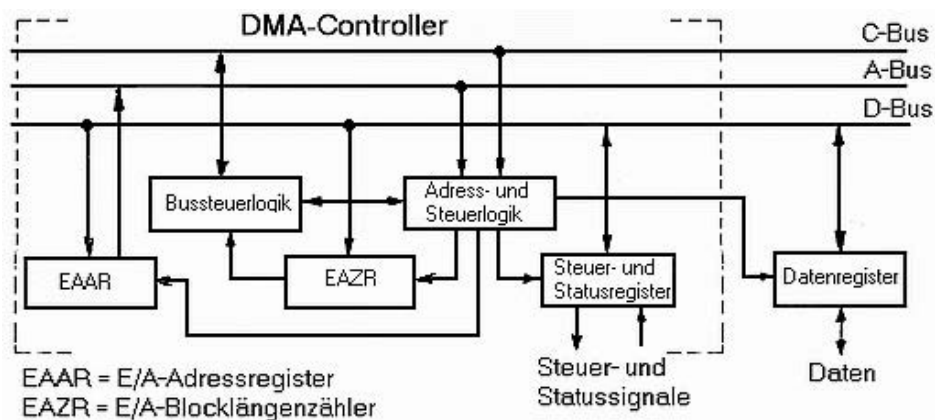 DMA-Controller
C-Bus
A-Bus
D-Bus
Bussteuerlogik
Adress- und
Steuerlogik
EAAR
EAZR
Steuer- und
Statusregister
Datenregister
Steuer- und
Statussignale
Daten
EAAR = E/A-Adressregister
EAZR = E/A-Blocklängenzähler